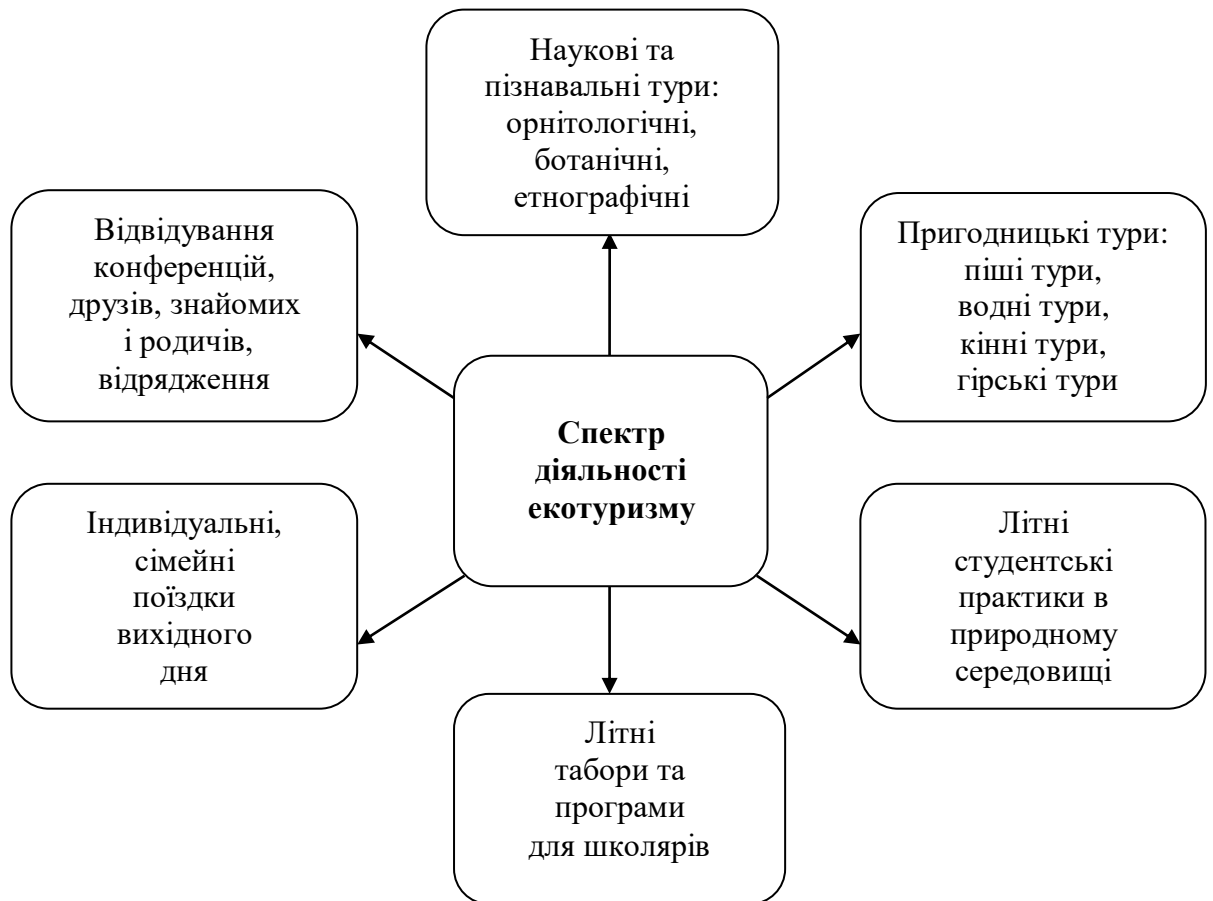 Наукові та
пізнавальні тури:
орнітологічні,
ботанічні,
етнографічні
Відвідування
конференцій,
друзів, знайомих
і родичів,
відрядження
Пригодницькі тури:
піші тури,
водні тури,
кінні тури,
гірські тури
Спектр
діяльності
екотуризму
Індивідуальні,
сімейні
поїздки
вихідного
дня
Літні
студентські
практики в
природному
середовищі
Літні
табори та
програми
для школярів